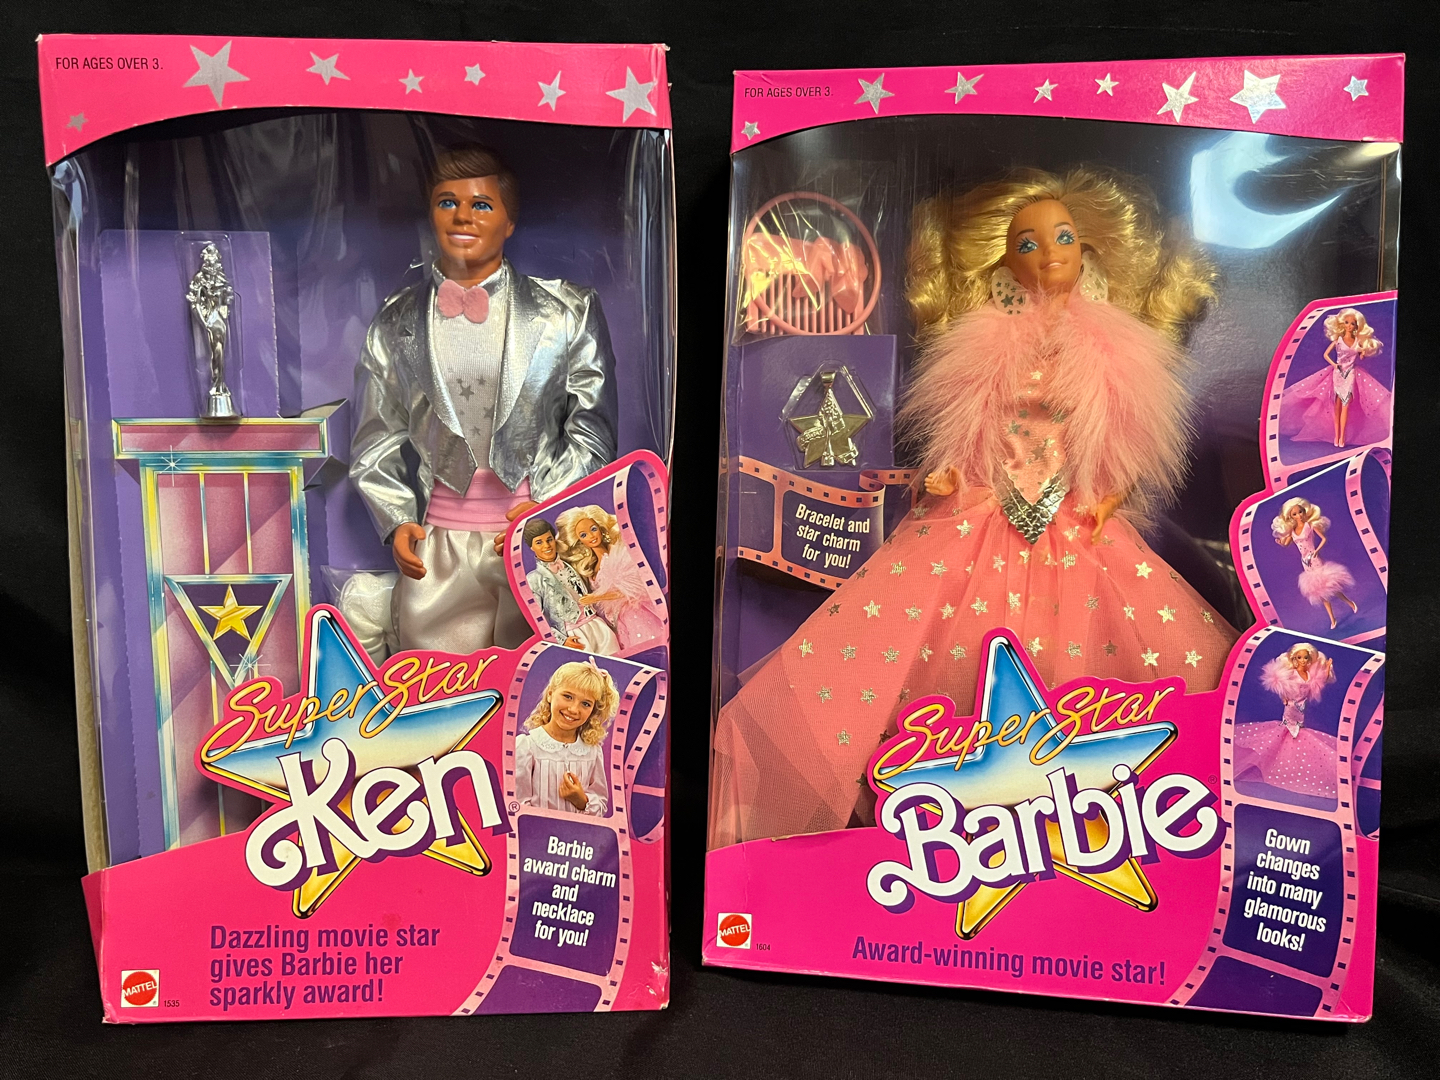 FOR AGES OVER 3.
Super Star
Ken®
Barbie
award charm
and
necklace
for you!
Dazzling movie star
gives Barbie her
sparkly award!
MATTEL
1535
FOR AGES OVER 3.
Bracelet and
star charm
for you!
Super Star
Barbie®
Gown
changes
into many
glamorous
looks!
MATTEL
1604
Award-winning movie star!